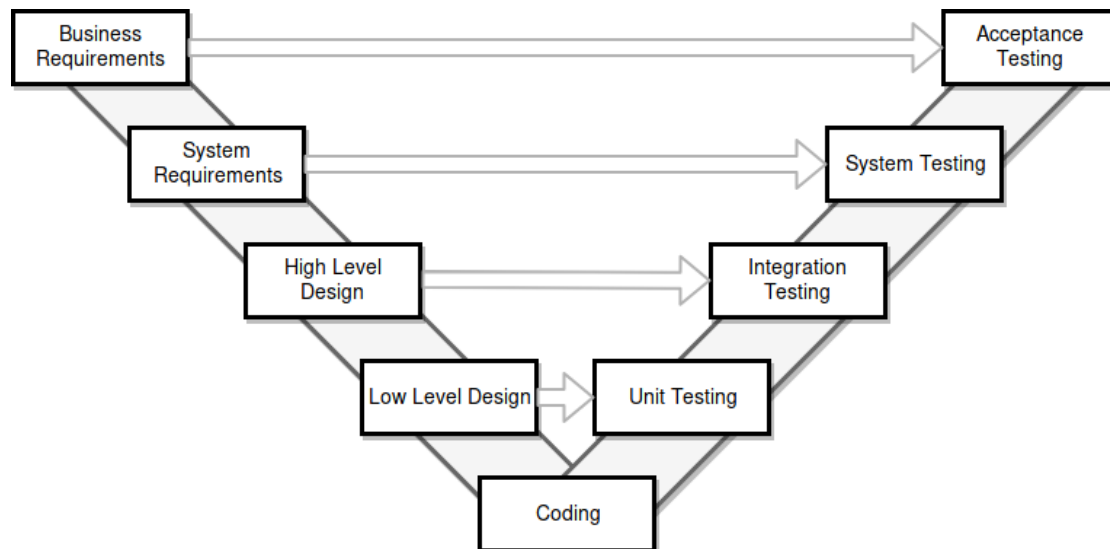 Business
Requirements
Acceptance
Testing
System
Requirements
System Testing
High Level
Design
Integration
Testing
Low Level Design
Unit Testing
Coding